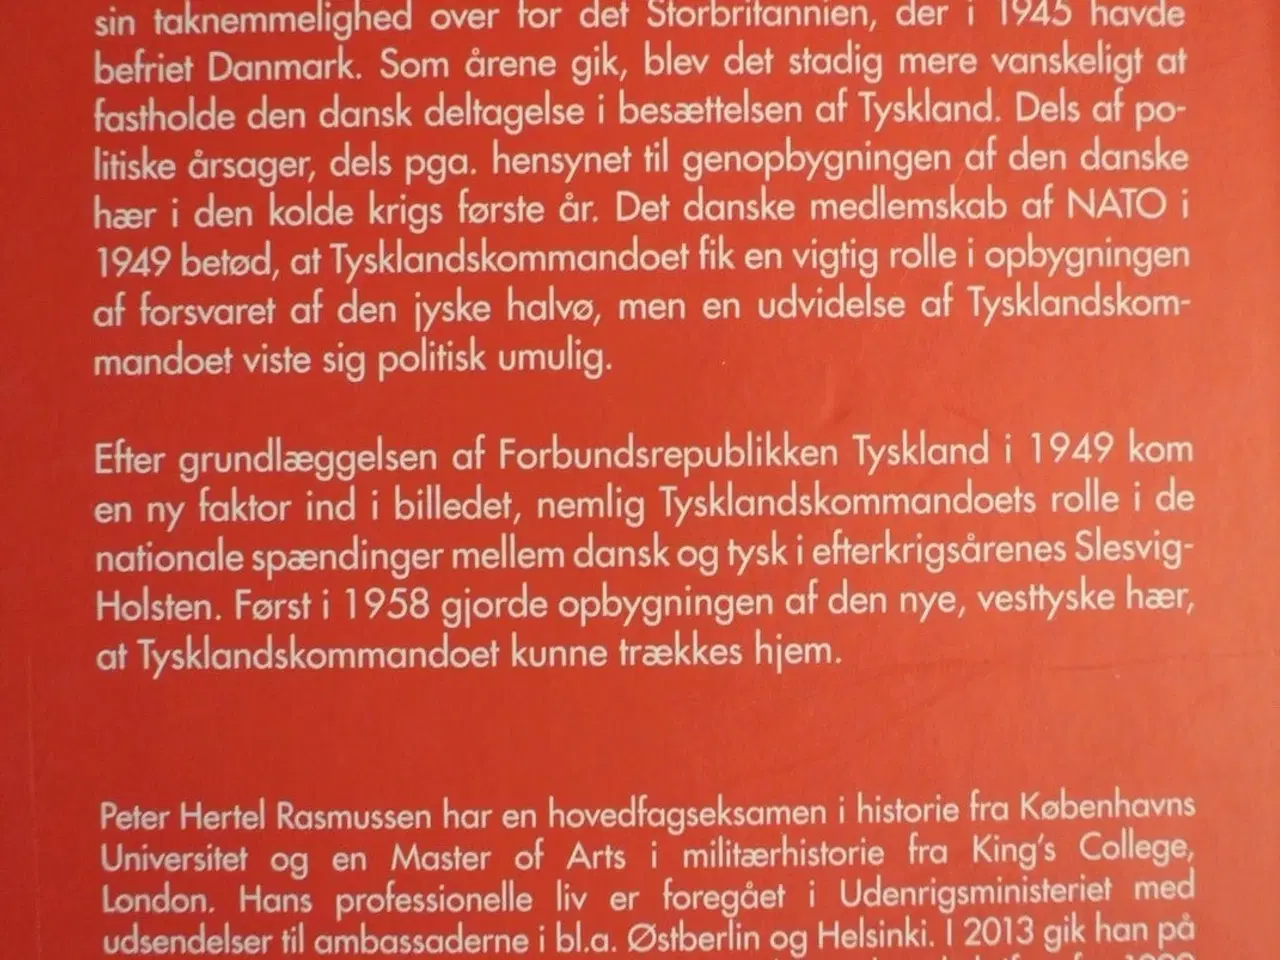 sin taknemmelighed over for det Storbritannien, der i 1945 havde
befriet Danmark. Som årene gik, blev det stadig mere vanskeligt at
fastholde den dansk deltagelse i besættelsen af Tyskland. Dels af po-
litiske årsager, dels pga. hensynet til genopbygningen af den danske
hær i den kolde krigs første år. Det danske medlemskab af NATO i
1949 betød, at Tysklandskommandoet fik en vigtig rolle i opbygningen
af forsvaret af den jyske halvø, men en udvidelse af Tysklandskom-
mandoet viste sig politisk umulig.
Efter grundlæggelsen af Forbundsrepublikken Tyskland i 1949 kom
en ny faktor ind i billedet, nemlig Tysklandskommandoets rolle i de
nationale spændinger mellem dansk og tysk i efterkrigsårenes Slesvig-
Holsten. Først i 1958 gjorde opbygningen af den nye, vesttyske hær,
at Tysklandskommandoet kunne trækkes hjem.
Peter Hertel Rasmussen har en hovedfagseksamen i historie fra Københavns
Universitet og en Master of Arts i militærhistorie fra King's College,
London. Hans professionelle liv er foregået i Udenrigsministeriet med
udsendelser til ambassaderne i bl.a. Østberlin og Helsinki. I 2013 gik han på